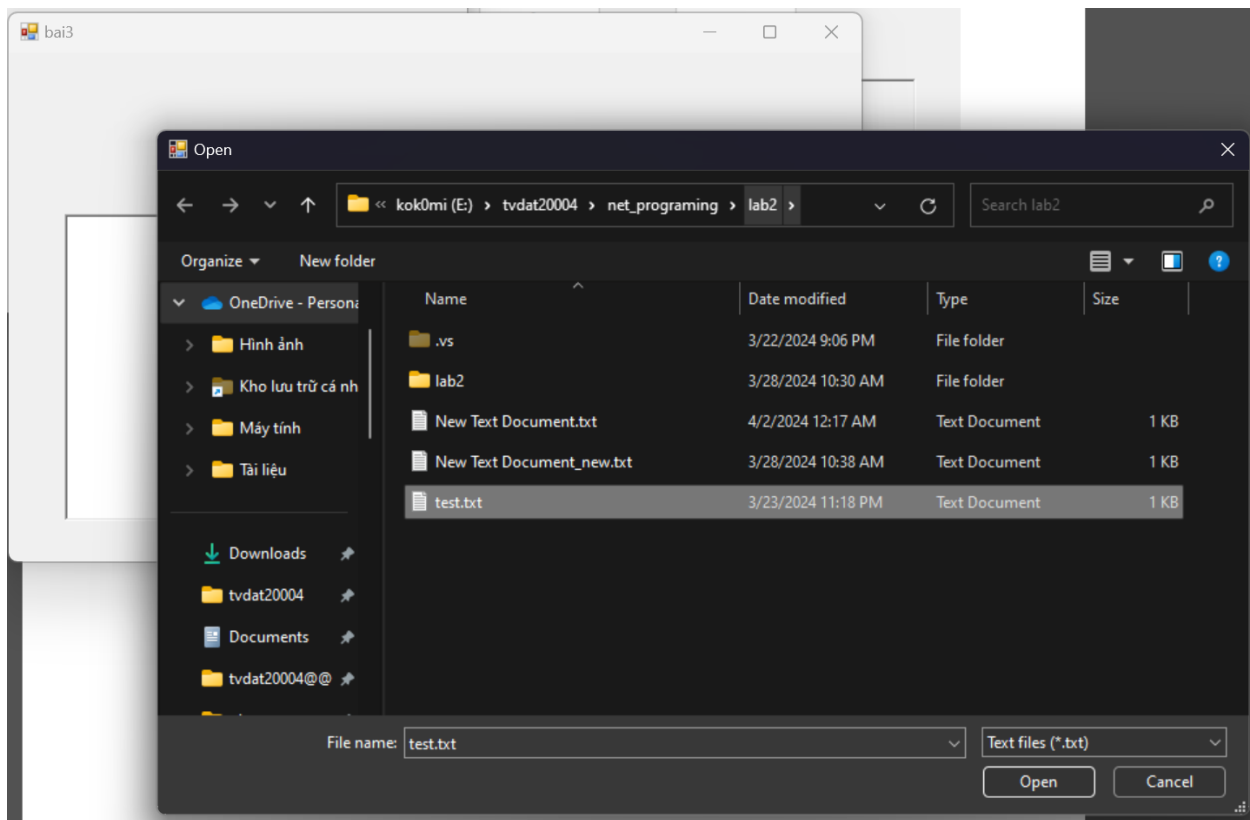 bai3
Open
« kok0mi (E:) › tvdat20004 › net_programing › lab2 ›
Search lab2
Organize
New folder
Name Date modified Type Size
OneDrive - Persona
Hình ảnh
Kho lưu trữ cá nh
Máy tính
Tài liệu
Downloads
tvdat20004
Documents
tvdat20004@@
.vs 3/22/2024 9:06 PM File folder
lab2 3/28/2024 10:30 AM File folder
New Text Document.txt 4/2/2024 12:17 AM Text Document 1 KB
New Text Document_new.txt 3/28/2024 10:38 AM Text Document 1 KB
test.txt 3/23/2024 11:18 PM Text Document 1 KB
File name: test.txt Text files (*.txt)
Open Cancel